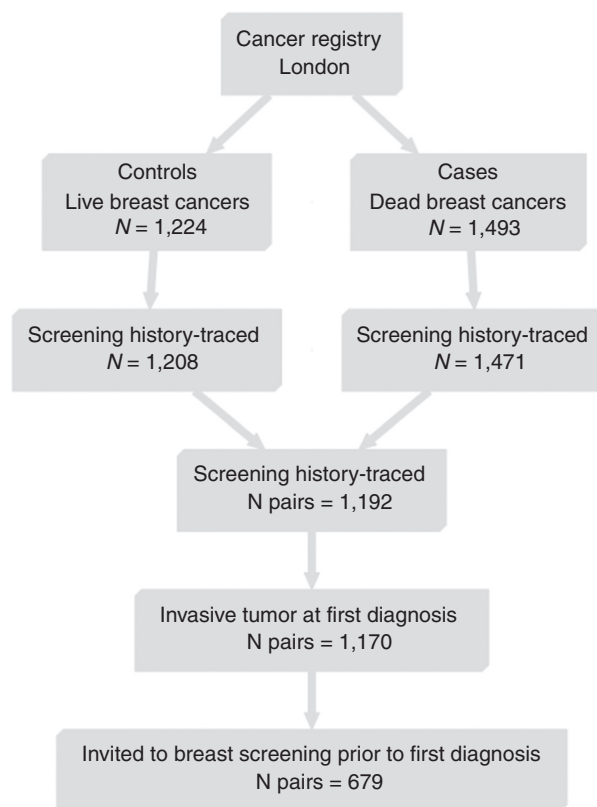 Cancer registry
London
Controls
Live breast cancers
N = 1,224
Cases
Dead breast cancers
N = 1,493
Screening history-traced
N = 1,208
Screening history-traced
N = 1,471
Screening history-traced
N pairs = 1,192
Invasive tumor at first diagnosis
N pairs = 1,170
Invited to breast screening prior to first diagnosis
N pairs = 679